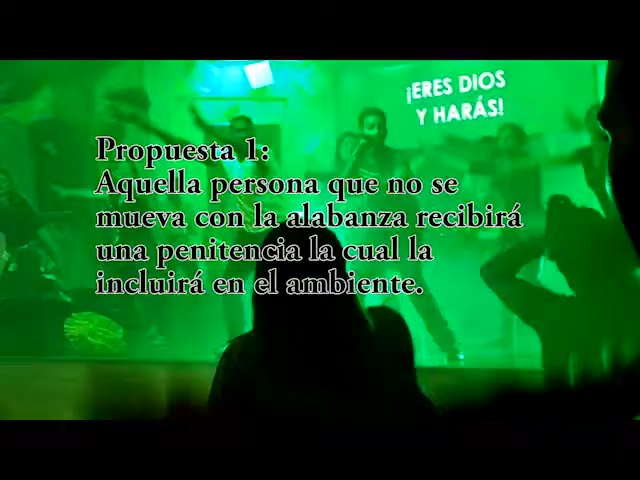 ¡ERES DIOS
Y HARÁS!
Propuesta 1:
Aquella persona que no se
mueva con la alabanza recibirá
una penitencia la cual la
incluirá en el ambiente.